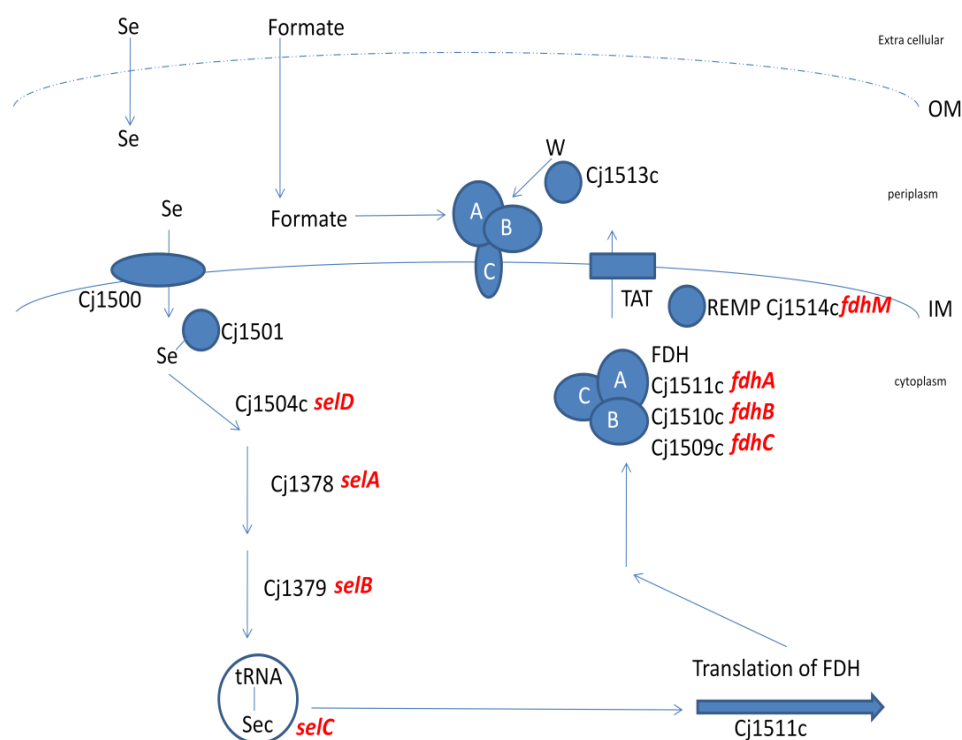 Se
Formate
Extra cellular
OM
Se
W
Cj1513c
periplasm
Se
Formate
A
B
C
Cj1500
TAT
REMP Cj1514c fdhM
IM
Cj1501
Se
FDH
cytoplasm
A
Cj1511c fdhA
C
Cj1504c selD
B
Cj1510c fdhB
Cj1509c fdhC
Cj1378 selA
Cj1379 selB
tRNA
Translation of FDH
Sec
selC
Cj1511c